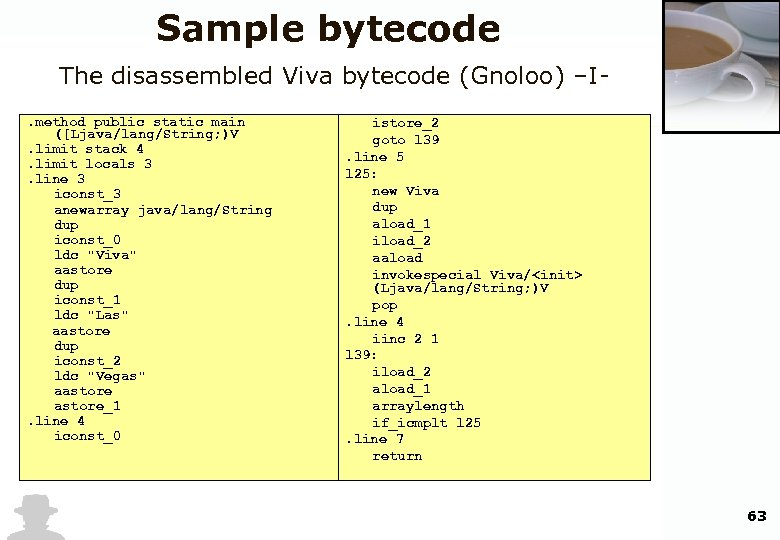 Sample bytecode
The disassembled Viva bytecode (Gnoloo) –I-
.method public static main
([Ljava/lang/String;)V
.limit stack 4
.limit locals 3
.line 3
iconst_3
anewarray java/lang/String
dup
iconst_0
ldc "Viva"
aastore
dup
iconst_1
ldc "Las"
aastore
dup
iconst_2
ldc "Vegas"
aastore
astore_1
.line 4
iconst_0
istore_2
goto l39
.line 5
l25:
new Viva
dup
aload_1
iload_2
aaload
invokespecial Viva/<init>
(Ljava/lang/String;)V
pop
.line 4
iinc 2 1
l39:
iload_2
aload_1
arraylength
if_icmplt l25
.line 7
return
63